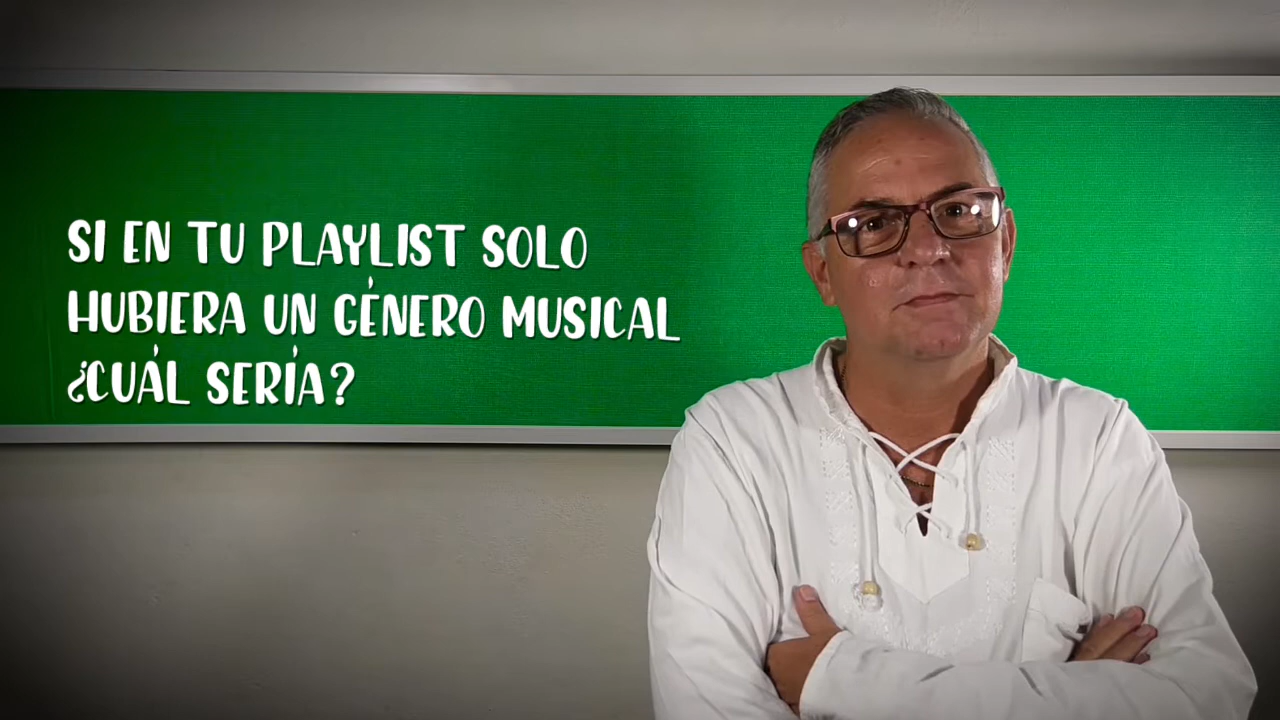 SI EN TU PLAYLIST SOLO
HUBIERA UN GÉNERO MUSICAL
¿CUÁL SERÍA?